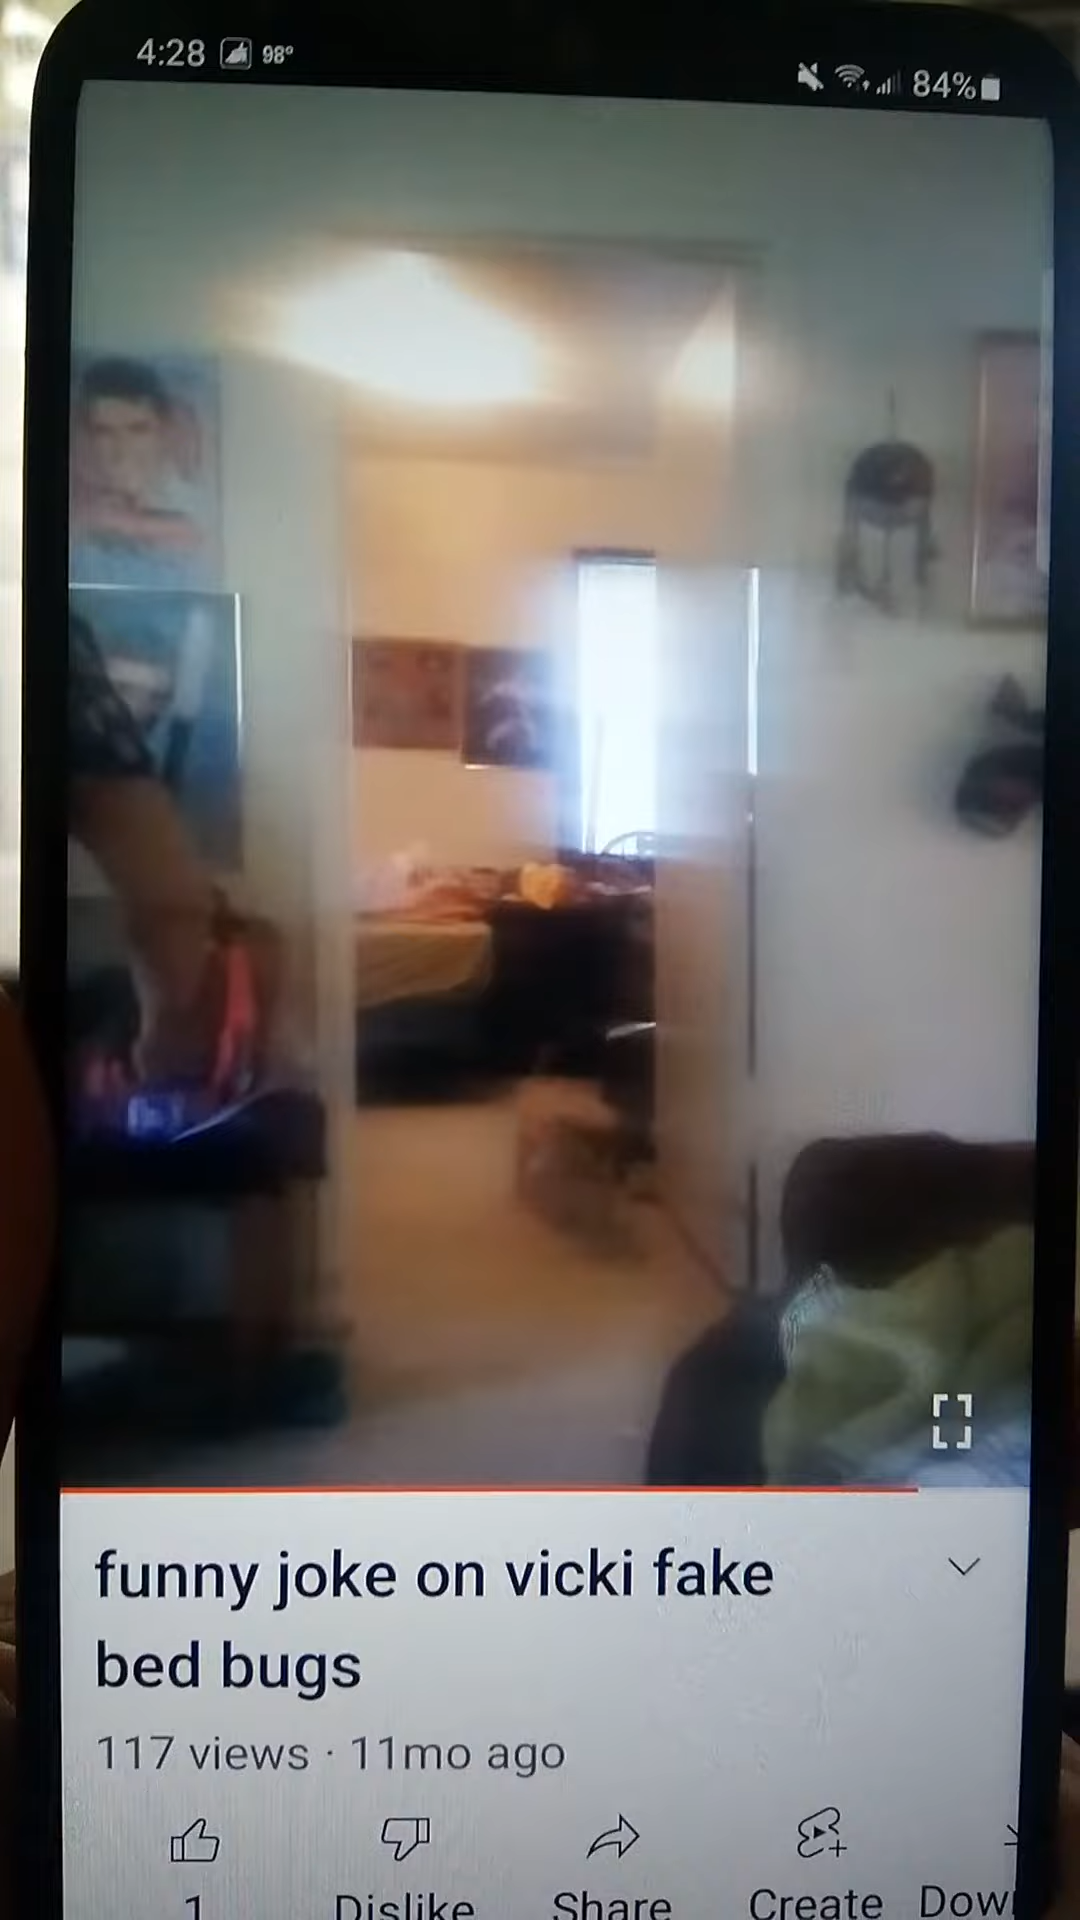 4:28 98° 84%
funny joke on vicki fake
bed bugs
117 views · 11mo ago
1 Dislike Share Create Dow